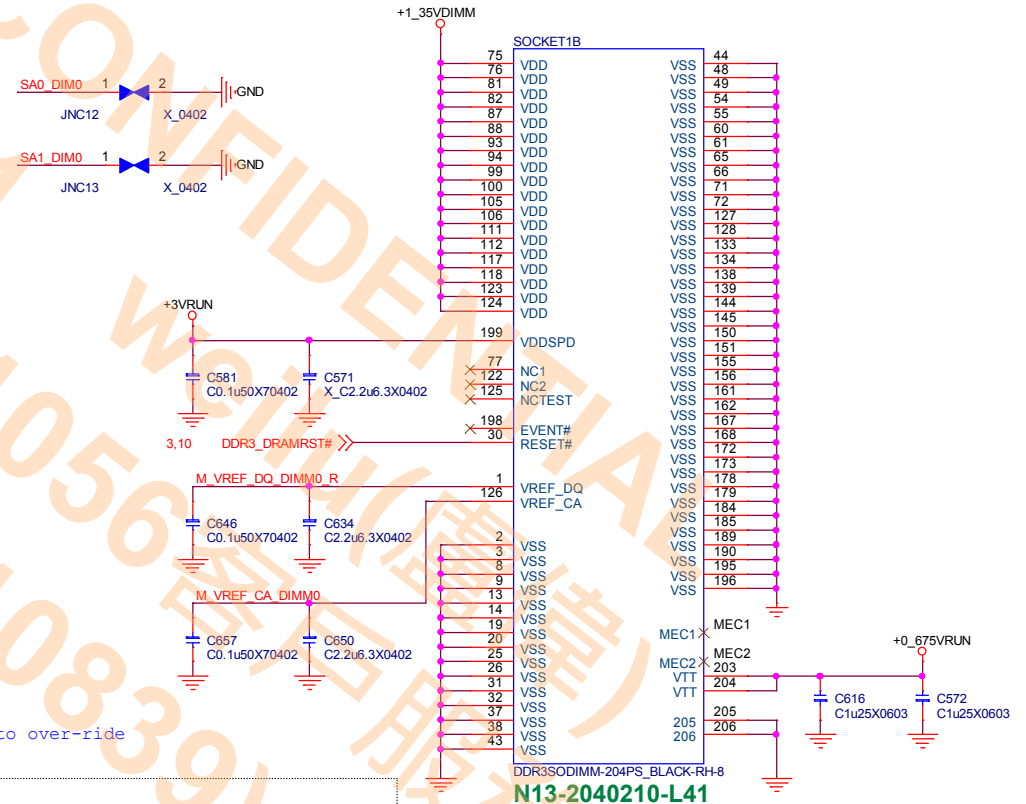 +1_35VDIMM
SOCKET1B
SA0_DIM0 1 2 GND
JNC12 X_0402
SA1_DIM0 1 2 GND
JNC13 X_0402
75 VDD VSS 44
76 VDD VSS 48
81 VDD VSS 49
82 VDD VSS 54
87 VDD VSS 55
88 VDD VSS 60
93 VDD VSS 61
94 VDD VSS 65
99 VDD VSS 66
100 VDD VSS 71
105 VDD VSS 72
106 VDD VSS 127
111 VDD VSS 128
112 VDD VSS 133
117 VDD VSS 134
118 VDD VSS 138
123 VDD VSS 139
124 VDD VSS 144
VSS 145
+3VRUN
199 VDDSPD VSS 150
VSS 151
77 NC1 VSS 155
122 NC2 VSS 156
125 NCTEST VSS 161
VSS 162
198 EVENT# VSS 167
30 RESET# VSS 168
C581
C0.1u50X70402
C571
X_C2.2u6.3X0402
3,10 DDR3_DRAMRST#
VSS 172
VSS 173
M_VREF_DQ_DIMM0_R
1 VREF_DQ VSS 178
126 VREF_CA VSS 179
VSS 184
VSS 185
C646
C0.1u50X70402
C634
C2.2u6.3X0402
2 VSS VSS 189
3 VSS VSS 190
8 VSS VSS 195
9 VSS VSS 196
13 VSS
14 VSS
19 VSS
20 VSS
25 VSS
26 VSS
31 VSS
32 VSS
37 VSS
38 VSS
43 VSS
M_VREF_CA_DIMM0
C657
C0.1u50X70402
C650
C2.2u6.3X0402
MEC1 MEC1
MEC2 MEC2
VTT 203
VTT 204
205 205
206 206
+0_675VRUN
C616
C1u25X0603
C572
C1u25X0603
to over-ride
DDR3SODIMM-204PS_BLACK-RH-8
N13-2040210-L41
CONFIDENTIAL